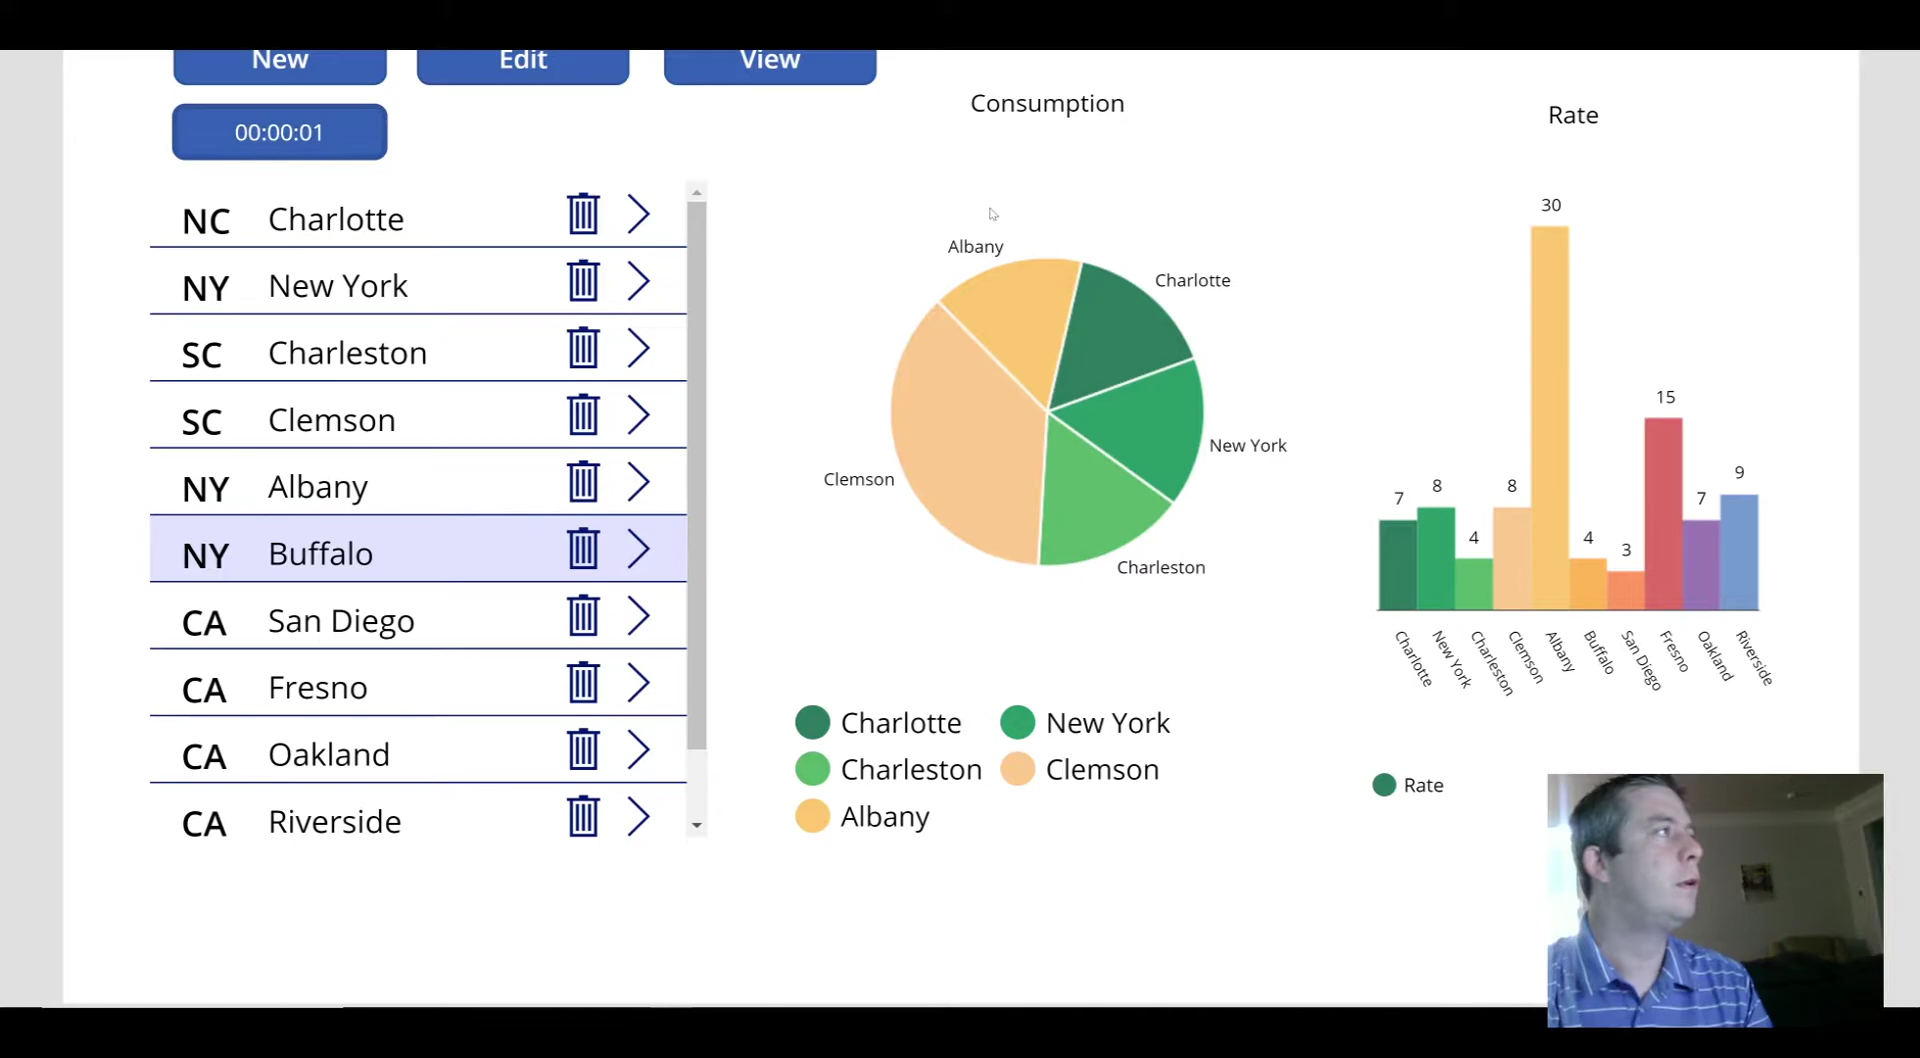 New
Edit
View
00:00:01
NC Charlotte
NY New York
SC Charleston
SC Clemson
NY Albany
NY Buffalo
CA San Diego
CA Fresno
CA Oakland
CA Riverside
Consumption
Albany
Charlotte
New York
Clemson
Charleston
Charlotte New York
Charleston Clemson
Albany
Rate
30
15
9
8 8
7 7
4 4
3
Charlotte
New York
Charleston
Clemson
Albany
Buffalo
San Diego
Fresno
Oakland
Riverside
Rate